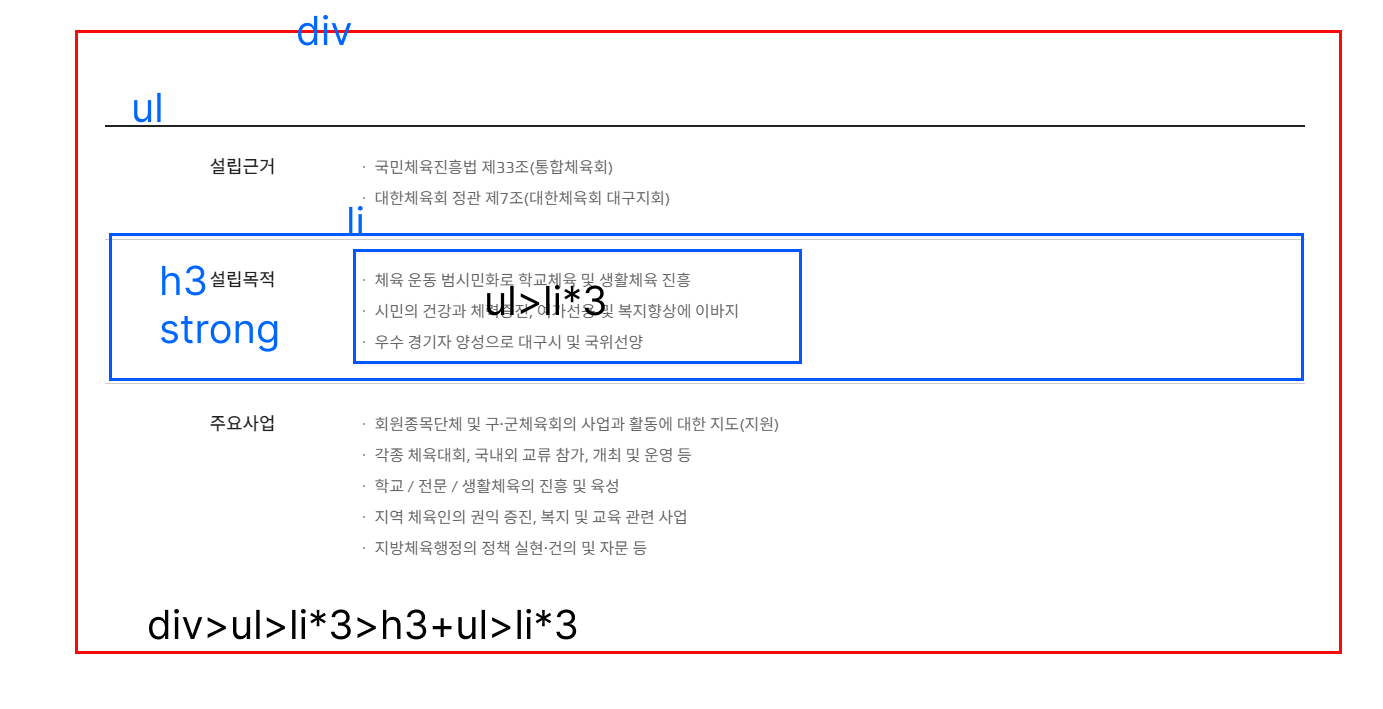 div
ul
설립근거
· 국민체육진흥법 제33조(통합체육회)
· 대한체육회 정관 제7조(대한체육회 대구지회)
li
h3 설립목적
strong
· 체육 운동 범시민화로 학교체육 및 생활체육 진흥
ul>li*3
· 시민의 건강과 체력증진, 여가선용 및 복지향상에 이바지
· 우수 경기자 양성으로 대구시 및 국위선양
주요사업
· 회원종목단체 및 구·군체육회의 사업과 활동에 대한 지도(지원)
· 각종 체육대회, 국내외 교류 참가, 개최 및 운영 등
· 학교 / 전문 / 생활체육의 진흥 및 육성
· 지역 체육인의 권익 증진, 복지 및 교육 관련 사업
· 지방체육행정의 정책 실현·건의 및 자문 등
div>ul>li*3>h3+ul>li*3